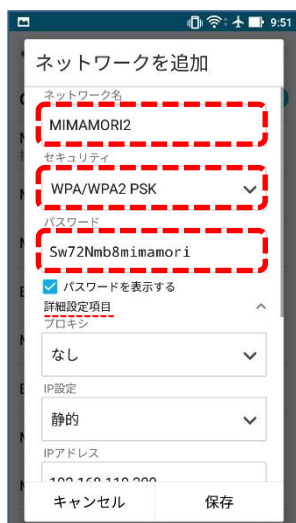 9:51
ネットワークを追加
ネットワーク名
MIMAMORI2
セキュリティ
WPA/WPA2 PSK
パスワード
Sw72Nmb8mimamori
パスワードを表示する
詳細設定項目
プロキシ
なし
IP設定
静的
IPアドレス
キャンセル 保存